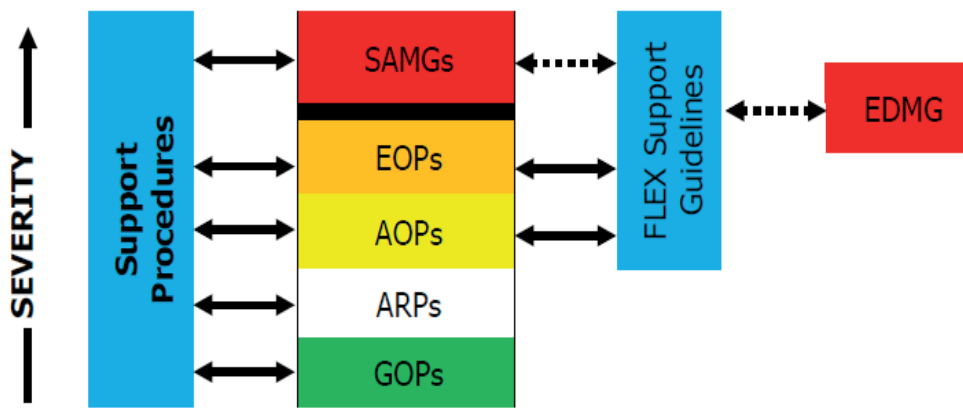 SEVERITY
Support
Procedures
SAMGs
EOPs
AOPs
ARPs
GOPs
FLEX Support
Guidelines
EDMG